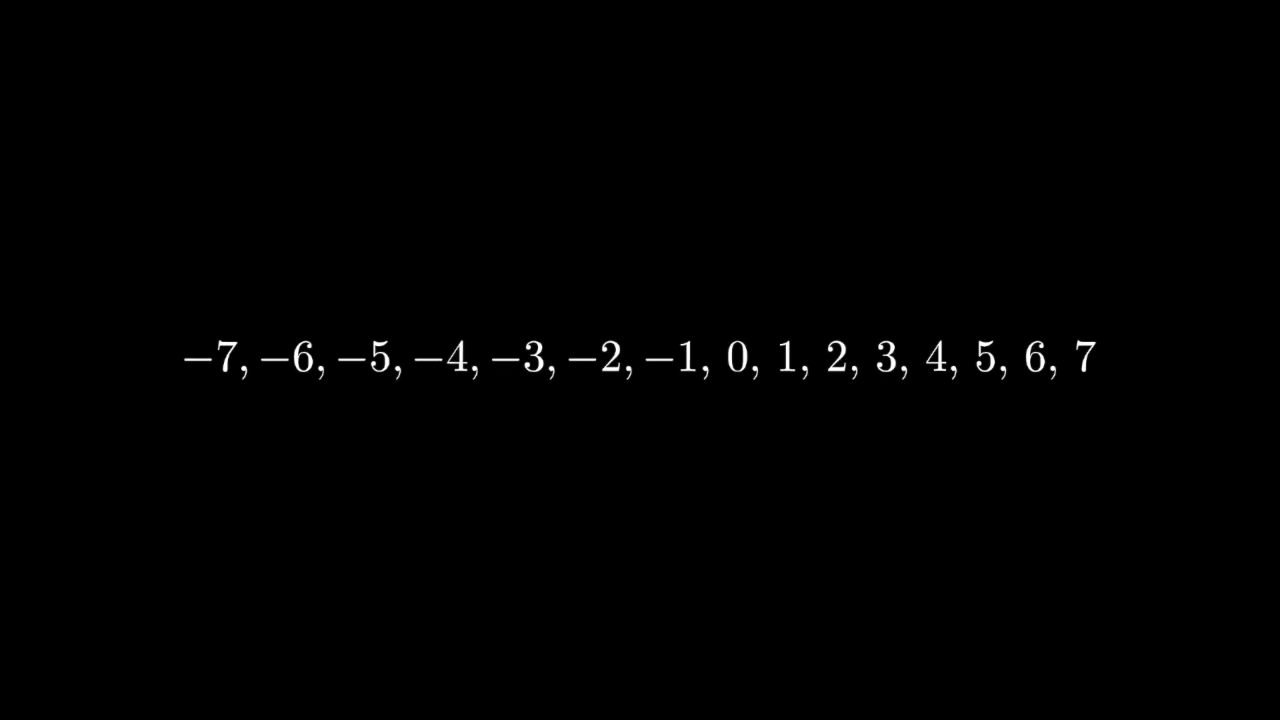 −7, −6, −5, −4, −3, −2, −1, 0, 1, 2, 3, 4, 5, 6, 7